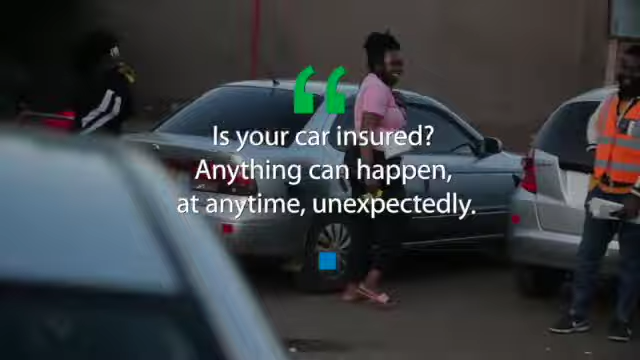 “
Is your car insured?
Anything can happen,
at anytime, unexpectedly.